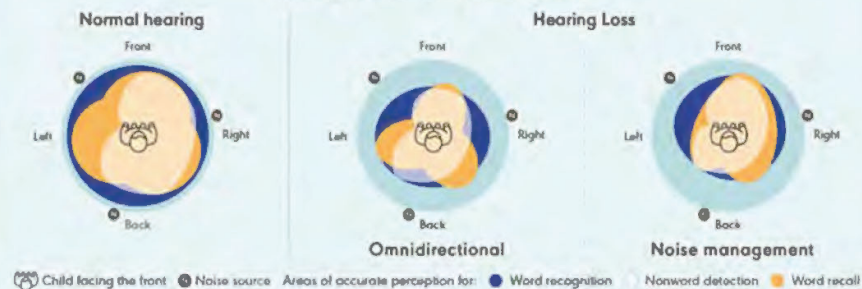 Normal hearing
Hearing Loss
Front
Front
Front
N
N
N
N
N
N
Left
Right
Left
Right
Left
Right
N
N
N
Back
Back
Back
Omnidirectional
Noise management
Child facing the front N Noise source Areas of accurate perception for: Word recognition Nonword detection Word recall